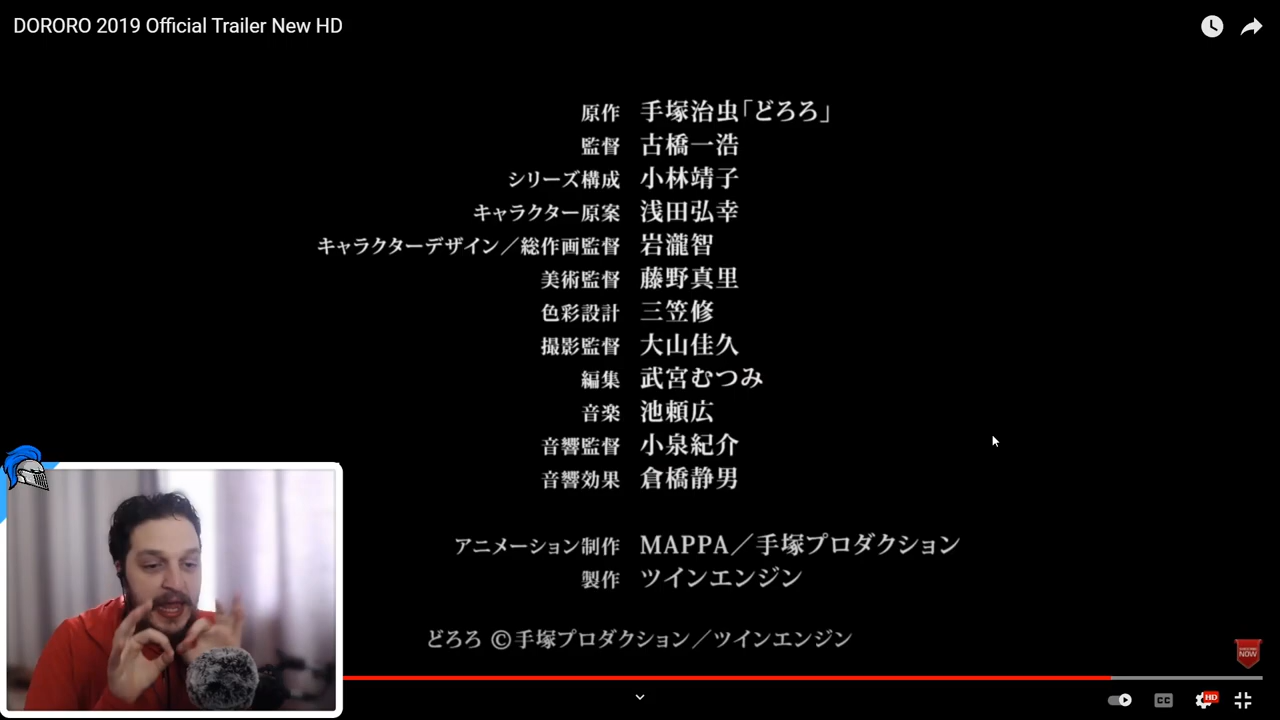 DORORO 2019 Official Trailer New HD
原作 手塚治虫「どろろ」
監督 古橋一浩
シリーズ構成 小林靖子
キャラクター原案 浅田弘幸
キャラクターデザイン／総作画監督 岩瀧智
美術監督 藤野真里
色彩設計 三笠修
撮影監督 大山佳久
編集 武宮むつみ
音楽 池頼広
音響監督 小泉紀介
音響効果 倉橋静男
アニメーション制作 MAPPA／手塚プロダクション
製作 ツインエンジン
どろろ ©手塚プロダクション／ツインエンジン
SUBSCRIBE
NOW
CC
HD